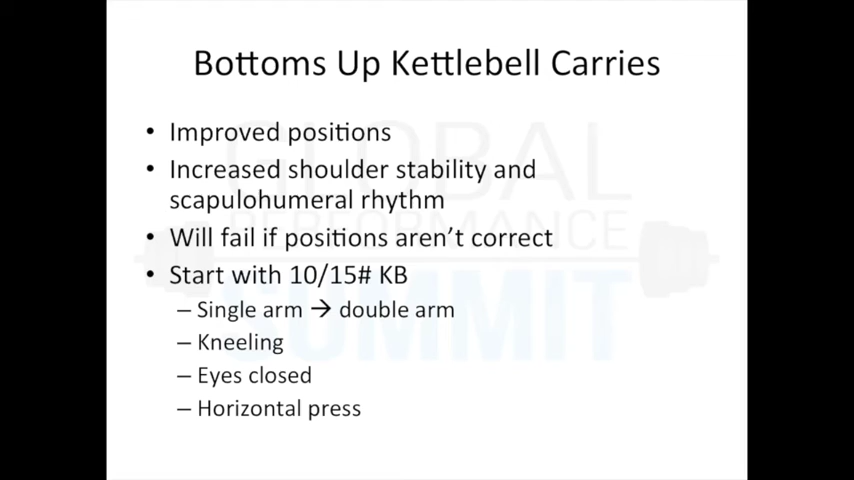 Bottoms Up Kettlebell Carries
• Improved positions
• Increased shoulder stability and
scapulohumeral rhythm
• Will fail if positions aren't correct
• Start with 10/15# KB
– Single arm → double arm
– Kneeling
– Eyes closed
– Horizontal press
GLOBAL
PERFORMANCE
SUMMIT